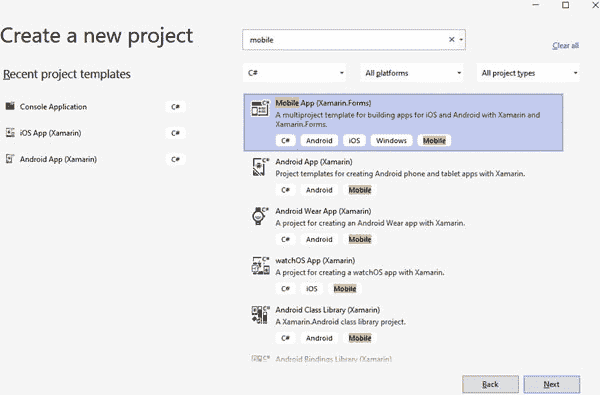 Create a new project
mobile
Clear all
Recent project templates
C#
All platforms
All project types
Console Application
C#
iOS App (Xamarin)
C#
Android App (Xamarin)
C#
Mobile App (Xamarin.Forms)
A multiproject template for building apps for iOS and Android with Xamarin and
Xamarin.Forms.
C# Android iOS Windows Mobile
Android App (Xamarin)
Project templates for creating Android phone and tablet apps with Xamarin.
C# Android Mobile
Android Wear App (Xamarin)
A project for creating an Android Wear app with Xamarin.
C# Android Mobile
watchOS App (Xamarin)
A project for creating a watchOS app with Xamarin.
C# iOS Mobile
Android Class Library (Xamarin)
A Xamarin.Android class library project.
C# Android Mobile
Android Bindings Library (Xamarin)
Back
Next